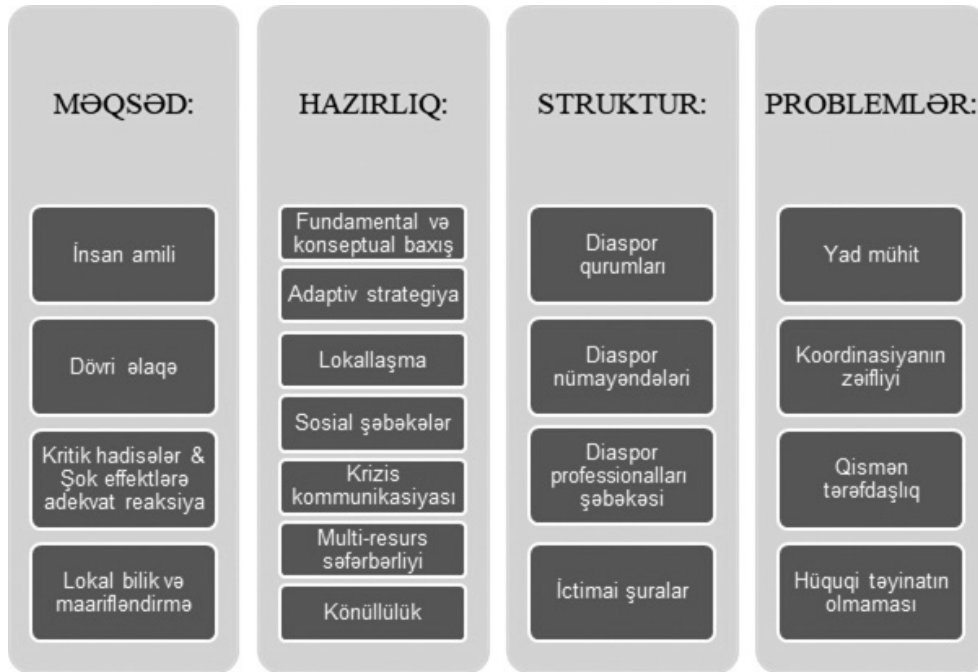 MƏQSƏD:
İnsan amili
Dövri əlaqə
Kritik hadisələr &
Şok effektlərə
adekvat reaksiya
Lokal bilik və
maarifləndirmə
HAZIRLIQ:
Fundamental və
konseptual baxış
Adaptiv strategiya
Lokallaşma
Sosial şəbəkələr
Krizis
kommunikasiyası
Multi-resurs
səfərbərliyi
Könüllülük
STRUKTUR:
Diaspor
qurumları
Diaspor
nümayəndələri
Diaspor
professionalları
şəbəkəsi
İctimai şuralar
PROBLEMLƏR:
Yad mühit
Koordinasiyanın
zəifliyi
Qismən
tərəfdaşlıq
Hüquqi təyinatın
olmaması